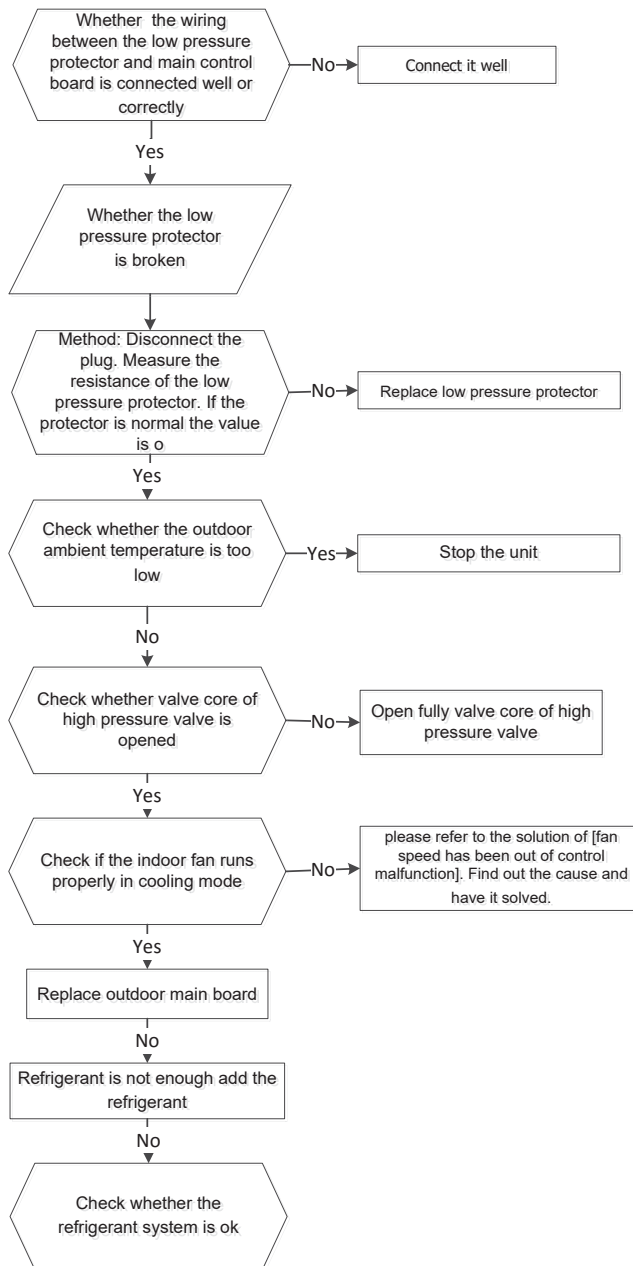 Whether the wiring
between the low pressure
protector and main control
board is connected well or
correctly
No
Connect it well
Yes
Whether the low
pressure protector
is broken
Method: Disconnect the
plug. Measure the
resistance of the low
pressure protector. If the
protector is normal the value
is o
No
Replace low pressure protector
Yes
Check whether the outdoor
ambient temperature is too
low
Yes
Stop the unit
No
Check whether valve core of
high pressure valve is
opened
No
Open fully valve core of high
pressure valve
Yes
Check if the indoor fan runs
properly in cooling mode
No
please refer to the solution of [fan
speed has been out of control
malfunction]. Find out the cause and
have it solved.
Yes
Replace outdoor main board
No
Refrigerant is not enough add the
refrigerant
No
Check whether the
refrigerant system is ok